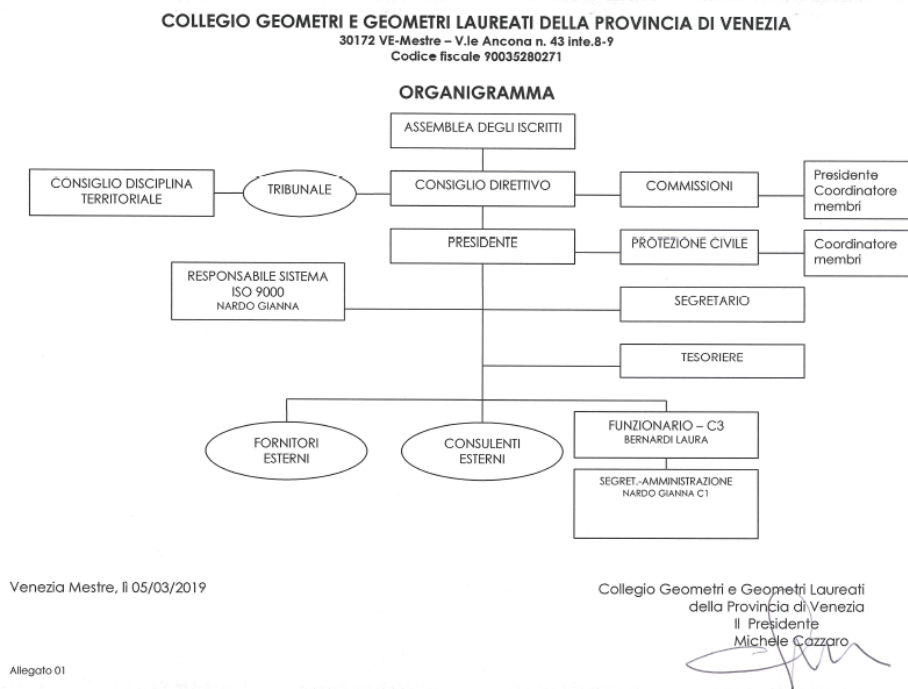 COLLEGIO GEOMETRI E GEOMETRI LAUREATI DELLA PROVINCIA DI VENEZIA
30172 VE-Mestre – V.le Ancona n. 43 inte.8-9
Codice fiscale 90035280271
ORGANIGRAMMA
ASSEMBLEA DEGLI ISCRITTI
CONSIGLIO DISCIPLINA
TERRITORIALE
TRIBUNALE
CONSIGLIO DIRETTIVO
COMMISSIONI
Presidente
Coordinatore
membri
PRESIDENTE
PROTEZIONE CIVILE
Coordinatore
membri
RESPONSABILE SISTEMA
ISO 9000
NARDO GIANNA
SEGRETARIO
TESORIERE
FORNITORI
ESTERNI
CONSULENTI
ESTERNI
FUNZIONARIO – C3
BERNARDI LAURA
SEGRET.-AMMINISTRAZIONE
NARDO GIANNA C1
Venezia Mestre, lì 05/03/2019
Collegio Geometri e Geometri Laureati
della Provincia di Venezia
Il Presidente
Michele Cazzaro
Allegato 01